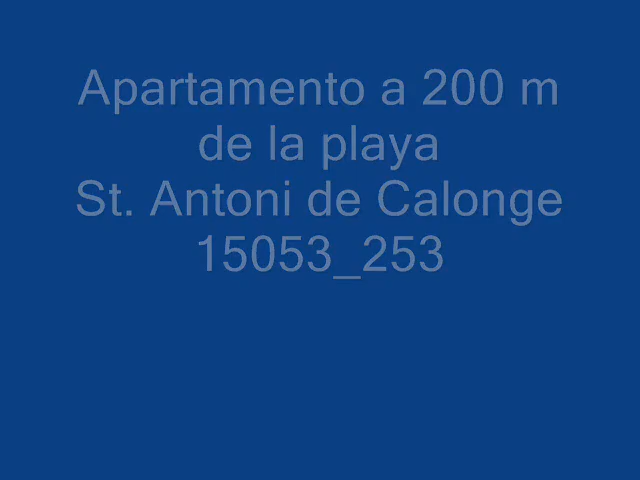 Apartamento a 200 m
de la playa
St. Antoni de Calonge
15053_253